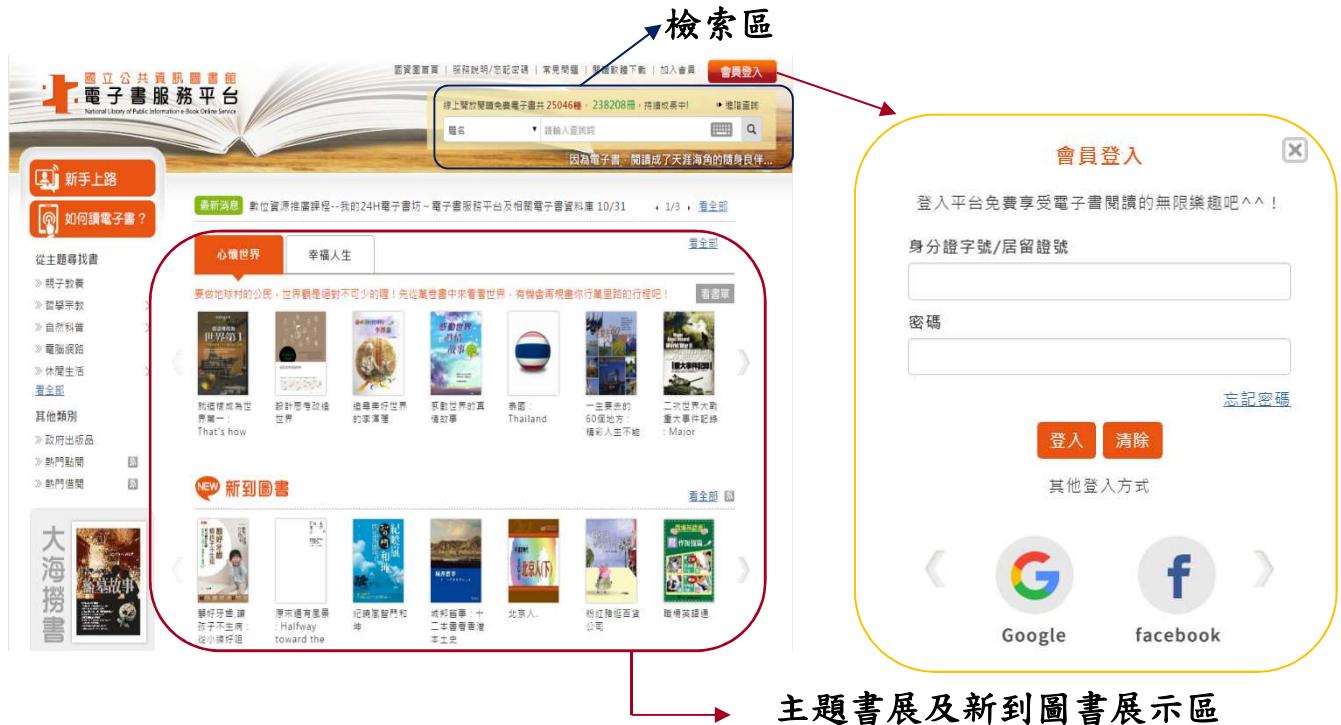 檢索區
國資圖首頁 | 服務說明/忘記密碼 | 常見問題 | 閱讀軟體下載 | 加入會員 會員登入
國立公共資訊圖書館
電子書服務平台
National Library of Public Information e-Book Online Service
線上開放閱讀免費電子書共 25046種，238208冊，持續成長中! 進階查詢
題名 請輸入查詢詞
因為電子書，閱讀成了天涯海角的隨身良伴...
新手上路
如何讀電子書？
最新消息 數位資源推廣課程--我的24H電子書坊～電子書服務平台及相關電子書資料庫 10/31 1/3 看全部
從主題尋找書
親子教養
哲學宗教
自然科普
電腦網路
休閒生活
看全部
其他類別
政府出版品
熱門點閱
熱門借閱
大海撈書
心懷世界 幸福人生 看全部
要做地球村的公民，世界觀是絕對不可少的喔！先從萬卷書中來看看世界，有機會再規畫你行萬里路的行程吧！ 看書單
就這樣成為世界第一：That's how
設計思考改造世界
追尋美好世界的李澤藩
感動世界的真情故事
泰國：Thailand
一生要去的60個地方：精彩人生不能
二次世界大戰重大事件記錄：Major
NEW 新到圖書 看全部
顧好牙齒,讓孩子不生病：從小擁好咀
原來還有風景：Halfway toward the
紀曉嵐智鬥和珅
城邦舊事：十二本書看香港本土史
北京人.
粉紅豬逛百貨公司
職場英語通.
會員登入
登入平台免費享受電子書閱讀的無限樂趣吧^^！
身分證字號/居留證號
密碼
忘記密碼
登入 清除
其他登入方式
Google facebook
主題書展及新到圖書展示區